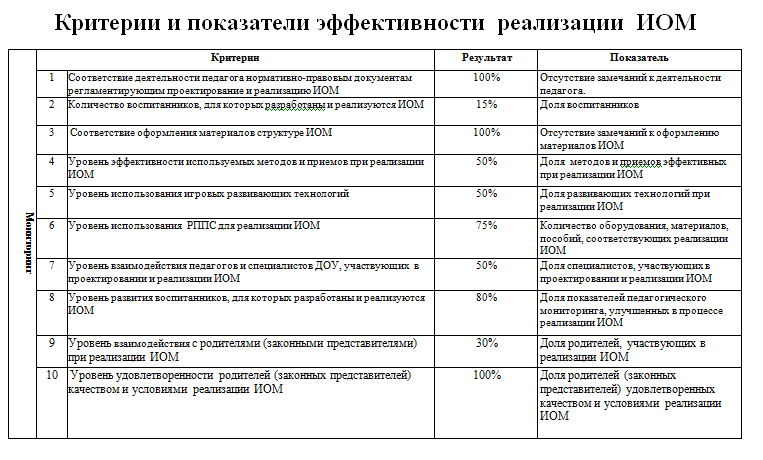 Критерии и показатели эффективности реализации ИОМ
Критерии Результат Показатель
Мониторинг
1 Соответствие деятельности педагога нормативно-правовым документам 100% Отсутствие замечаний к деятельности
регламентирующим проектирование и реализацию ИОМ педагога.
2 Количество воспитанников, для которых разработаны и реализуются ИОМ 15% Доля воспитанников
3 Соответствие оформления материалов структуре ИОМ 100% Отсутствие замечаний к оформлению
материалов ИОМ
4 Уровень эффективности используемых методов и приемов при реализации 50% Доля методов и приемов эффективных
ИОМ при реализации ИОМ
5 Уровень использования игровых развивающих технологий 50% Доля развивающих технологий при
реализации ИОМ
6 Уровень использования РППС для реализации ИОМ 75% Количество оборудования, материалов,
пособий, соответствующих реализации
ИОМ
7 Уровень взаимодействия педагогов и специалистов ДОУ, участвующих в 50% Доля специалистов, участвующих в
проектировании и реализации ИОМ проектировании и реализации ИОМ
8 Уровень развития воспитанников, для которых разработаны и реализуются 80% Доля показателей педагогического
ИОМ мониторинга, улучшенных в процессе
реализации ИОМ
9 Уровень взаимодействия с родителями (законными представителями) 30% Доля родителей, участвующих в
при реализации ИОМ реализации ИОМ
10 Уровень удовлетворенности родителей (законных представителей) 100% Доля родителей (законных
качеством и условиями реализации ИОМ представителей) удовлетворенных
качеством и условиями реализации
ИОМ